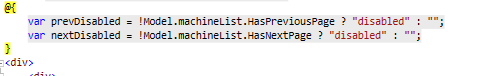 @{
var prevDisabled = !Model.machineList.HasPreviousPage ? "disabled" : "";
var nextDisabled = !Model.machineList.HasNextPage ? "disabled" : "";
}
<div>